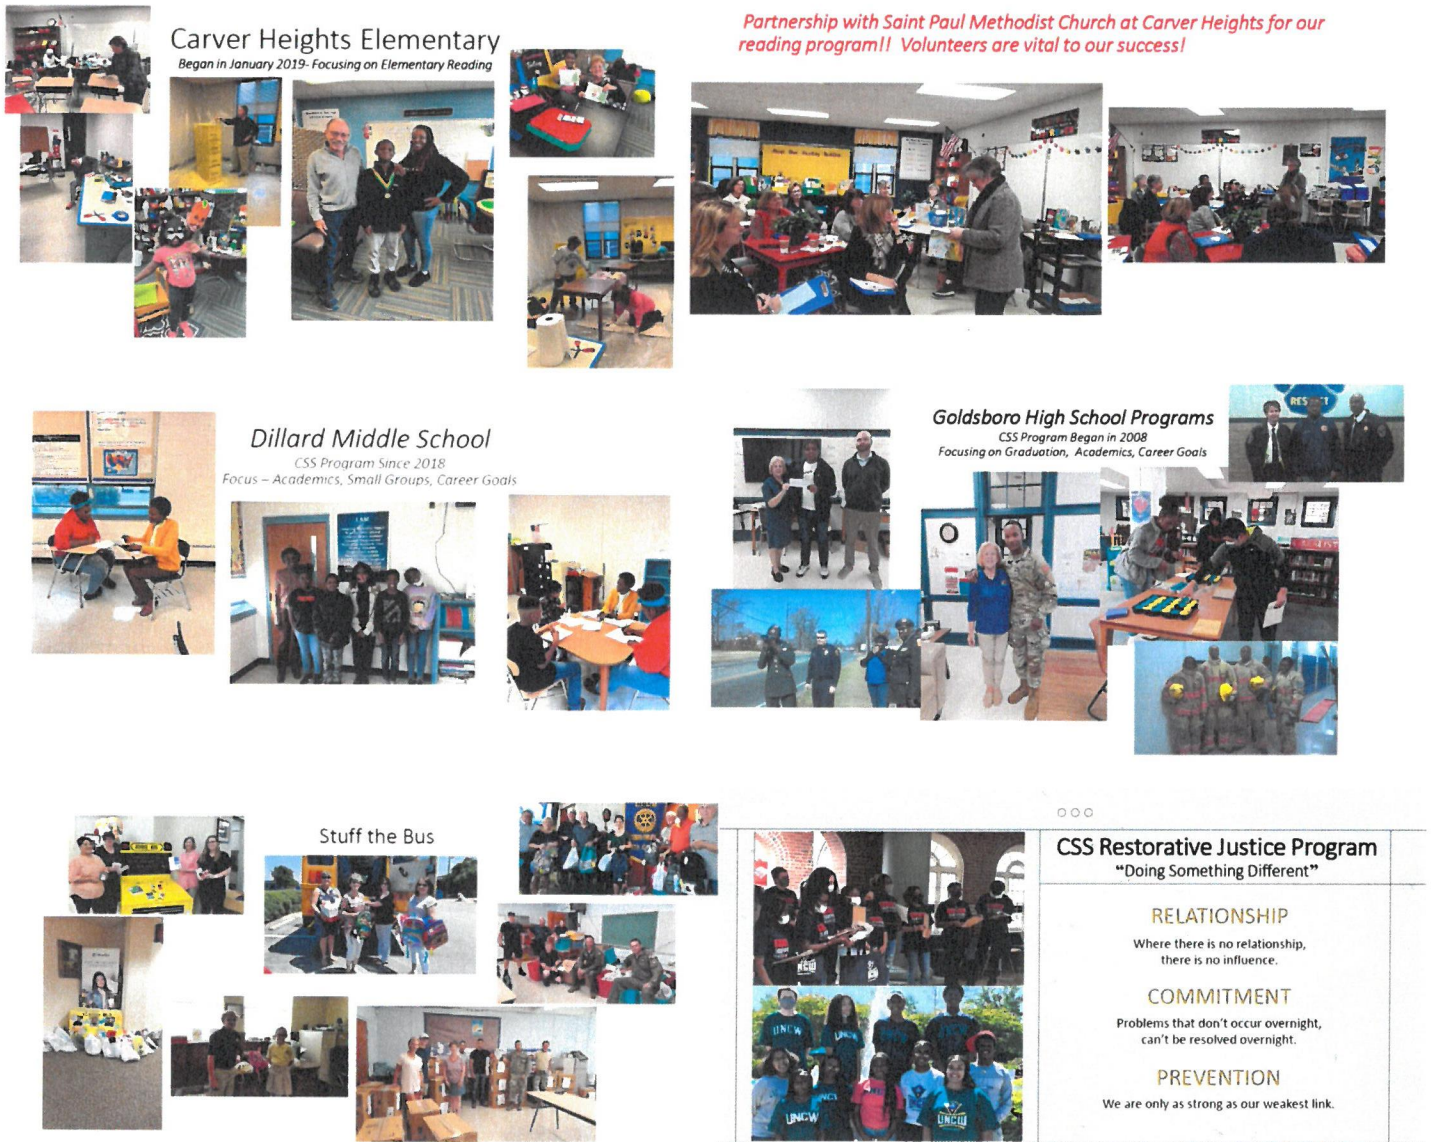 Carver Heights Elementary
Began in January 2019- Focusing on Elementary Reading
Partnership with Saint Paul Methodist Church at Carver Heights for our
reading program!! Volunteers are vital to our success!
Dillard Middle School
CSS Program Since 2018
Focus – Academics, Small Groups, Career Goals
Goldsboro High School Programs
CSS Program Began in 2008
Focusing on Graduation, Academics, Career Goals
RESPECT
Stuff the Bus
CSS Restorative Justice Program
“Doing Something Different”
RELATIONSHIP
Where there is no relationship,
there is no influence.
COMMITMENT
Problems that don’t occur overnight,
can’t be resolved overnight.
PREVENTION
We are only as strong as our weakest link.
UNCW
UNCW
UNCW
UNCW